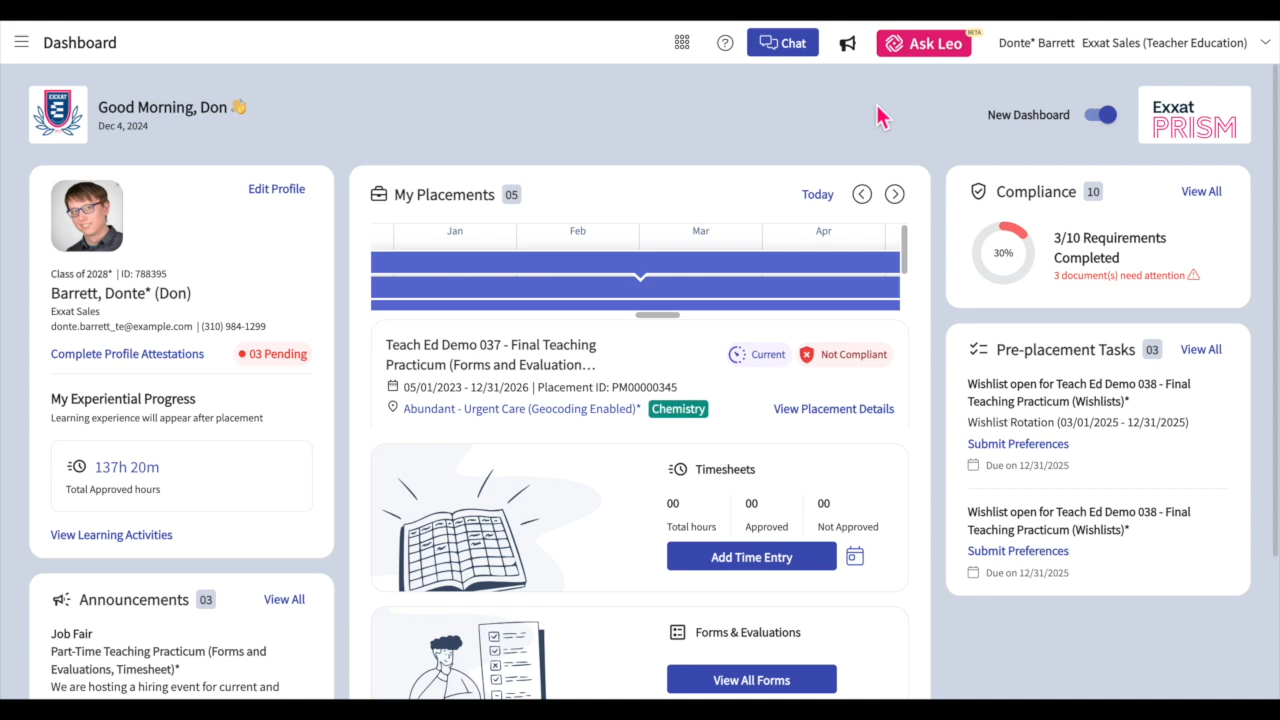 Dashboard
Chat
Ask Leo
BETA
Donte* Barrett Exxat Sales (Teacher Education)
EXXAT
Good Morning, Don 👋
Dec 4, 2024
New Dashboard
Exxat
PRISM
Edit Profile
Class of 2028* | ID: 788395
Barrett, Donte* (Don)
Exxat Sales
donte.barrett_te@example.com | (310) 984-1299
Complete Profile Attestations
03 Pending
My Experiential Progress
Learning experience will appear after placement
137h 20m
Total Approved hours
View Learning Activities
Announcements 03
View All
Job Fair
Part-Time Teaching Practicum (Forms and
Evaluations, Timesheet)*
We are hosting a hiring event for current and
My Placements 05
Today
Jan Feb Mar Apr
Teach Ed Demo 037 - Final Teaching
Practicum (Forms and Evaluation...
Current
Not Compliant
05/01/2023 - 12/31/2026 | Placement ID: PM00000345
Abundant - Urgent Care (Geocoding Enabled)* Chemistry
View Placement Details
Timesheets
00 00 00
Total hours Approved Not Approved
Add Time Entry
Forms & Evaluations
View All Forms
Compliance 10
View All
30%
3/10 Requirements
Completed
3 document(s) need attention
Pre-placement Tasks 03
View All
Wishlist open for Teach Ed Demo 038 - Final
Teaching Practicum (Wishlists)*
Wishlist Rotation (03/01/2025 - 12/31/2025)
Submit Preferences
Due on 12/31/2025
Wishlist open for Teach Ed Demo 038 - Final
Teaching Practicum (Wishlists)*
Submit Preferences
Due on 12/31/2025